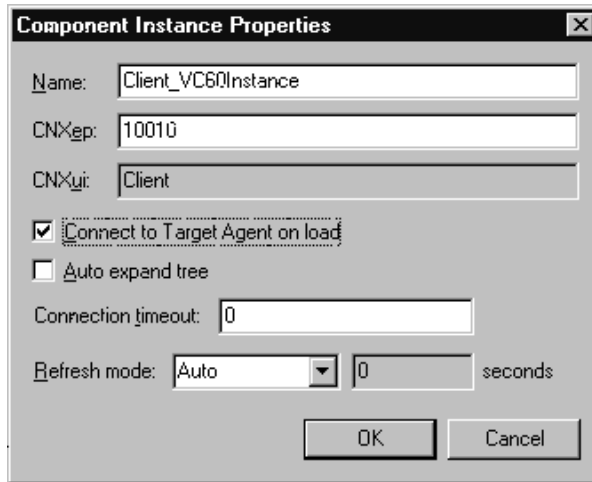 Component Instance Properties
Name: Client_VC60Instance
CNXep: 10010
CNXui: Client
Connect to Target Agent on load
Auto expand tree
Connection timeout: 0
Refresh mode: Auto 0 seconds
OK Cancel